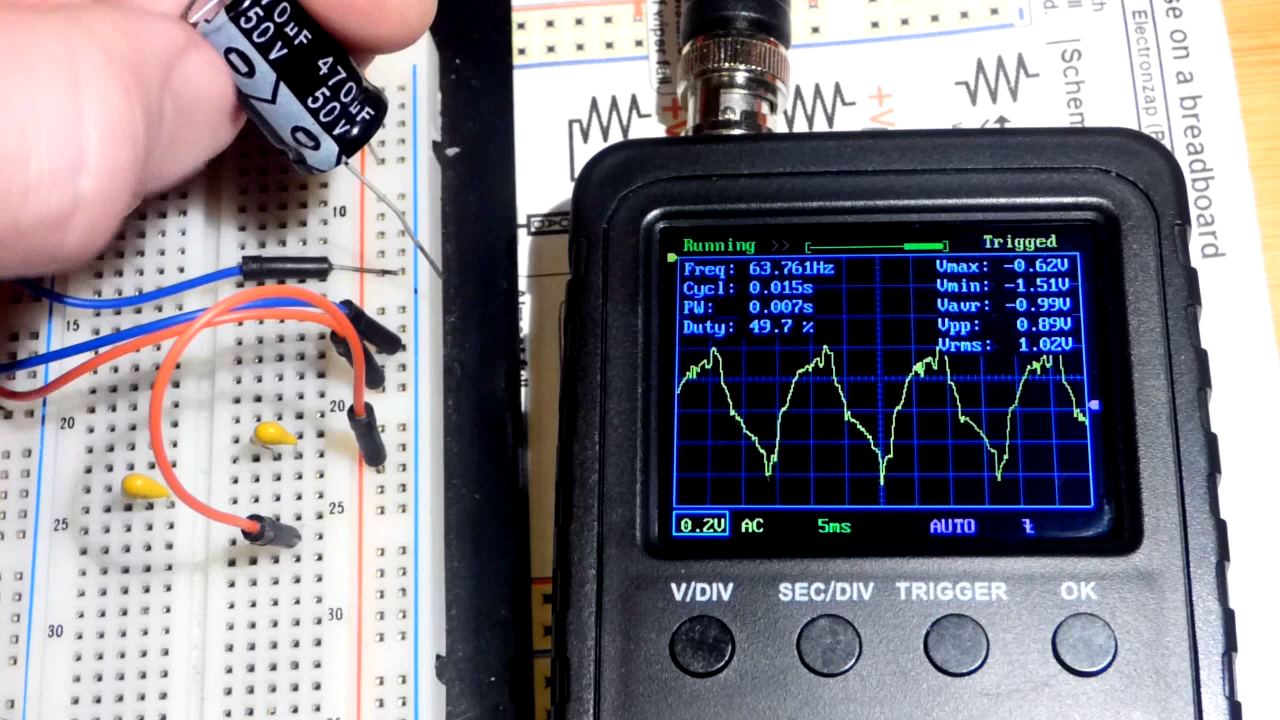 470µF
50V
470µF
50V
10
15
20
25
30
20
25
30
wiper
Schem
se on a breadboard
Electronzap
+V
Running >> Trigged
Freq: 63.761Hz
Cycl: 0.015s
PW: 0.007s
Duty: 49.7 %
Vmax: -0.62V
Vmin: -1.51V
Vavr: -0.99V
Vpp: 0.89V
Vrms: 1.02V
0.2V AC 5ms AUTO
V/DIV SEC/DIV TRIGGER OK